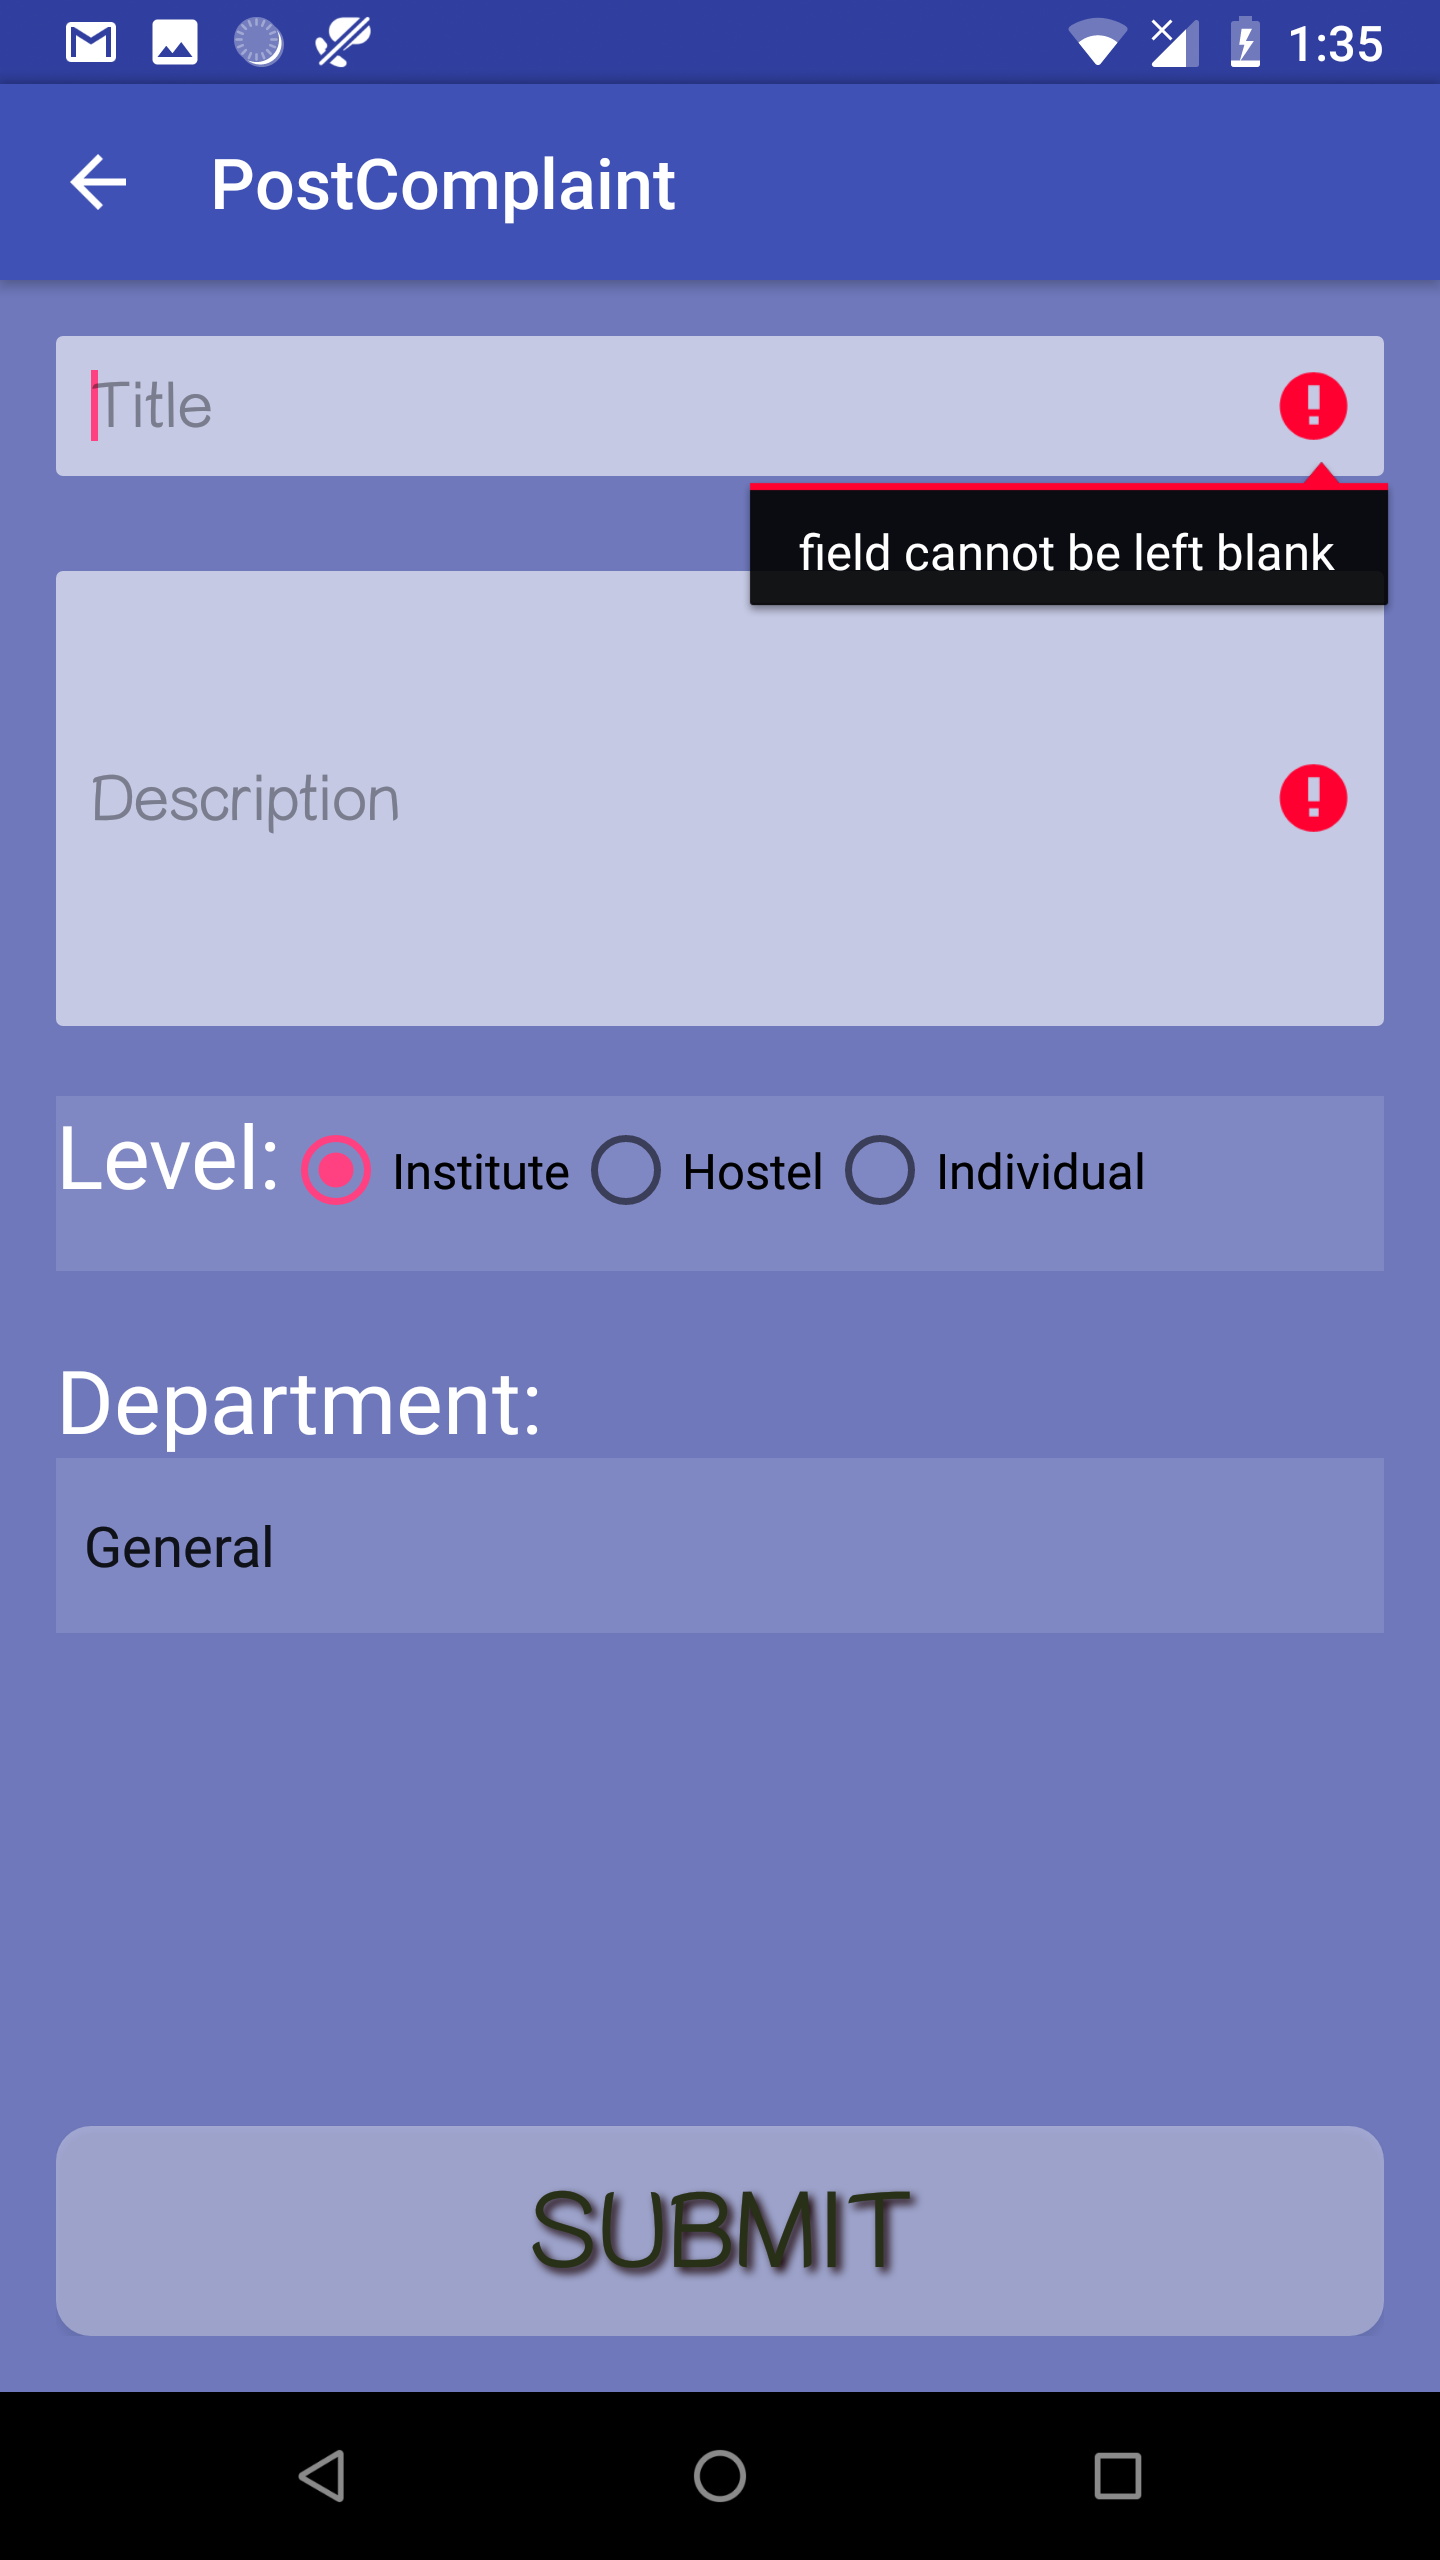 1:35
PostComplaint
Title
field cannot be left blank
Description
Level: Institute Hostel Individual
Department:
General
SUBMIT